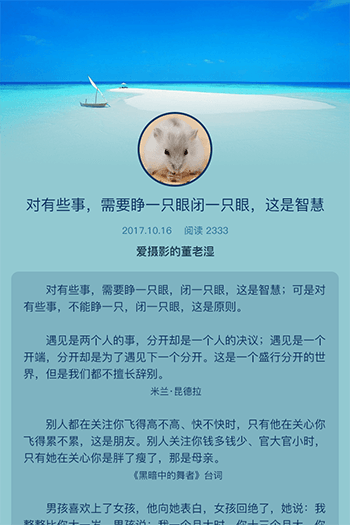 对有些事，需要睁一只眼闭一只眼，这是智慧
2017.10.16 阅读 2333
爱摄影的董老湿
对有些事，需要睁一只眼，闭一只眼，这是智慧；可是对
有些事，不能睁一只，闭一只眼，这是原则。
遇见是两个人的事，分开却是一个人的决议；遇见是一个
开端，分开却是为了遇见下一个分开。这是一个盛行分开的世
界，但是我们都不擅长辞别。
米兰·昆德拉
别人都在关注你飞得高不高、快不快时，只有他在关心你
飞得累不累，这是朋友。别人关注你钱多钱少、官大官小时，
只有她在关心你是胖了瘦了，那是母亲。
《黑暗中的舞者》台词
男孩喜欢上了女孩，他向她表白，女孩回绝了，她说：我